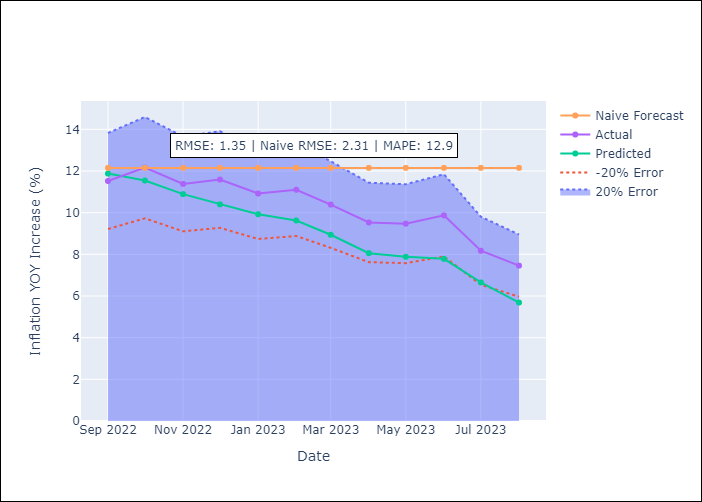 RMSE: 1.35 | Naive RMSE: 2.31 | MAPE: 12.9
Naive Forecast
Actual
Predicted
-20% Error
20% Error
Inflation YOY Increase (%)
14
12
10
8
6
4
2
0
Sep 2022 Nov 2022 Jan 2023 Mar 2023 May 2023 Jul 2023
Date